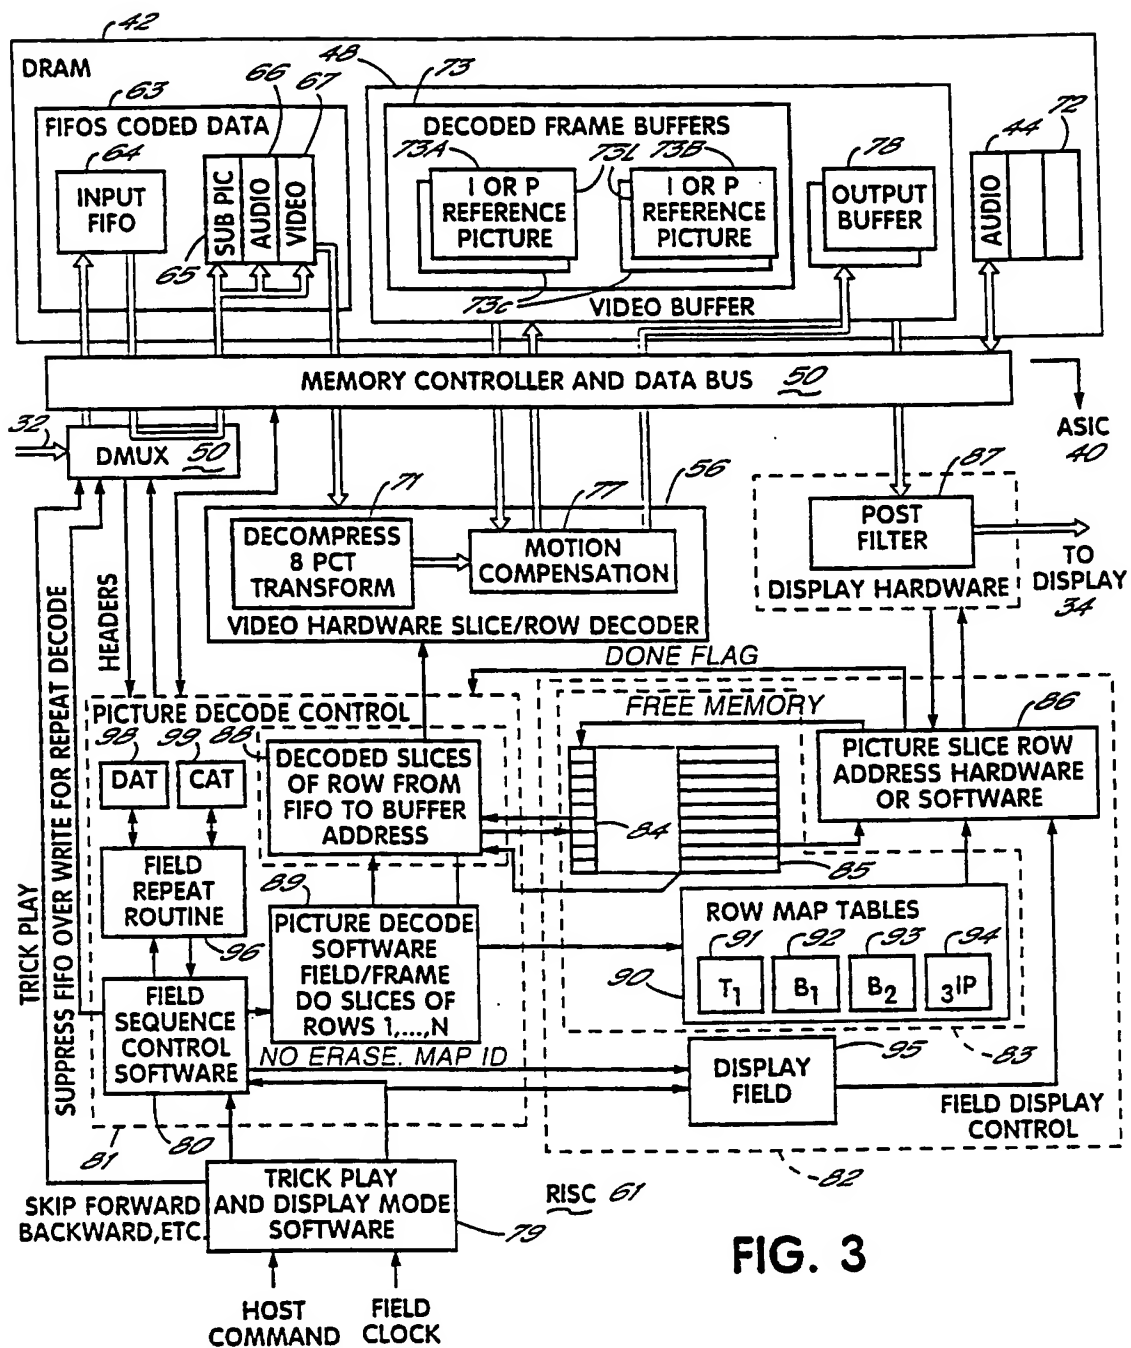 42
DRAM
63
FIFOS CODED DATA
66
67
64
INPUT
FIFO
65
SUB PIC
AUDIO
VIDEO
48
73
DECODED FRAME BUFFERS
73A
73L
73B
I OR P
REFERENCE
PICTURE
I OR P
REFERENCE
PICTURE
73c
VIDEO BUFFER
78
OUTPUT
BUFFER
44
72
AUDIO
MEMORY CONTROLLER AND DATA BUS 50
ASIC
40
32
DMUX 50
71
77
56
DECOMPRESS
8 PCT
TRANSFORM
MOTION
COMPENSATION
VIDEO HARDWARE SLICE/ROW DECODER
87
POST
FILTER
DISPLAY HARDWARE
TO
DISPLAY
34
TRICK PLAY
SUPPRESS FIFO OVER WRITE FOR REPEAT DECODE
HEADERS
DONE FLAG
FREE MEMORY
PICTURE DECODE CONTROL
98
99
88
DAT
CAT
DECODED SLICES
OF ROW FROM
FIFO TO BUFFER
ADDRESS
84
85
86
PICTURE SLICE ROW
ADDRESS HARDWARE
OR SOFTWARE
FIELD
REPEAT
ROUTINE
96
89
PICTURE DECODE
SOFTWARE
FIELD/FRAME
DO SLICES OF
ROWS 1,...,N
ROW MAP TABLES
91
92
93
94
90
T1
B1
B2
3IP
83
FIELD
SEQUENCE
CONTROL
SOFTWARE
NO ERASE. MAP ID
95
DISPLAY
FIELD
FIELD DISPLAY
CONTROL
81
80
82
TRICK PLAY
AND DISPLAY MODE
SOFTWARE
79
SKIP FORWARD
BACKWARD,ETC.
RISC 61
FIG. 3
HOST
COMMAND
FIELD
CLOCK